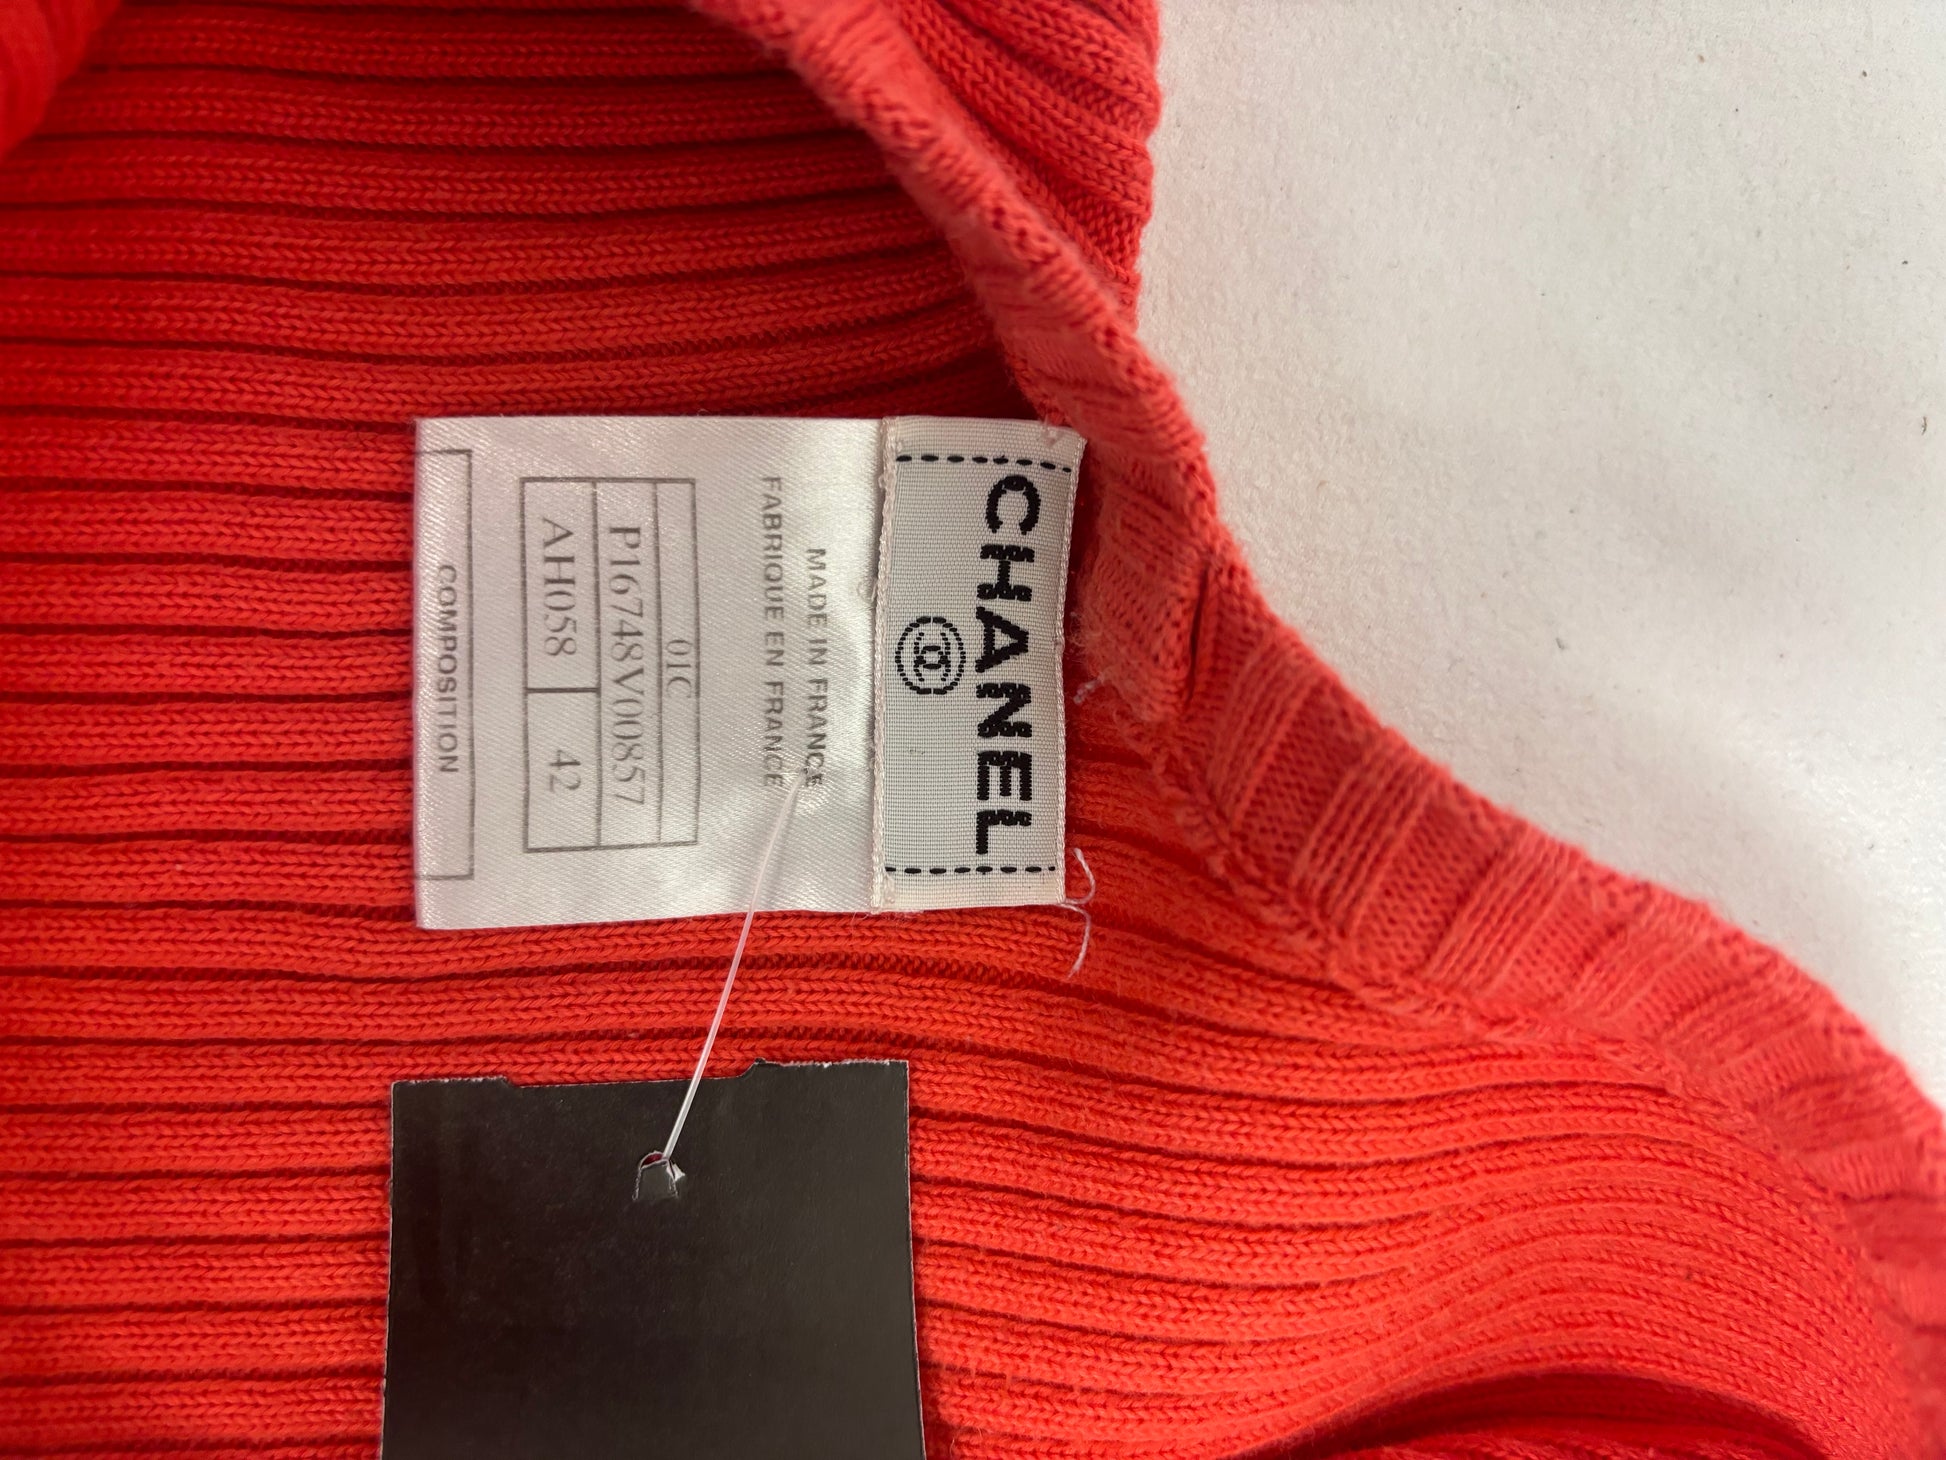 CHANEL
MADE IN FRANCE
FABRIQUE EN FRANCE
01C
P16748V00857
AH058 42
COMPOSITION